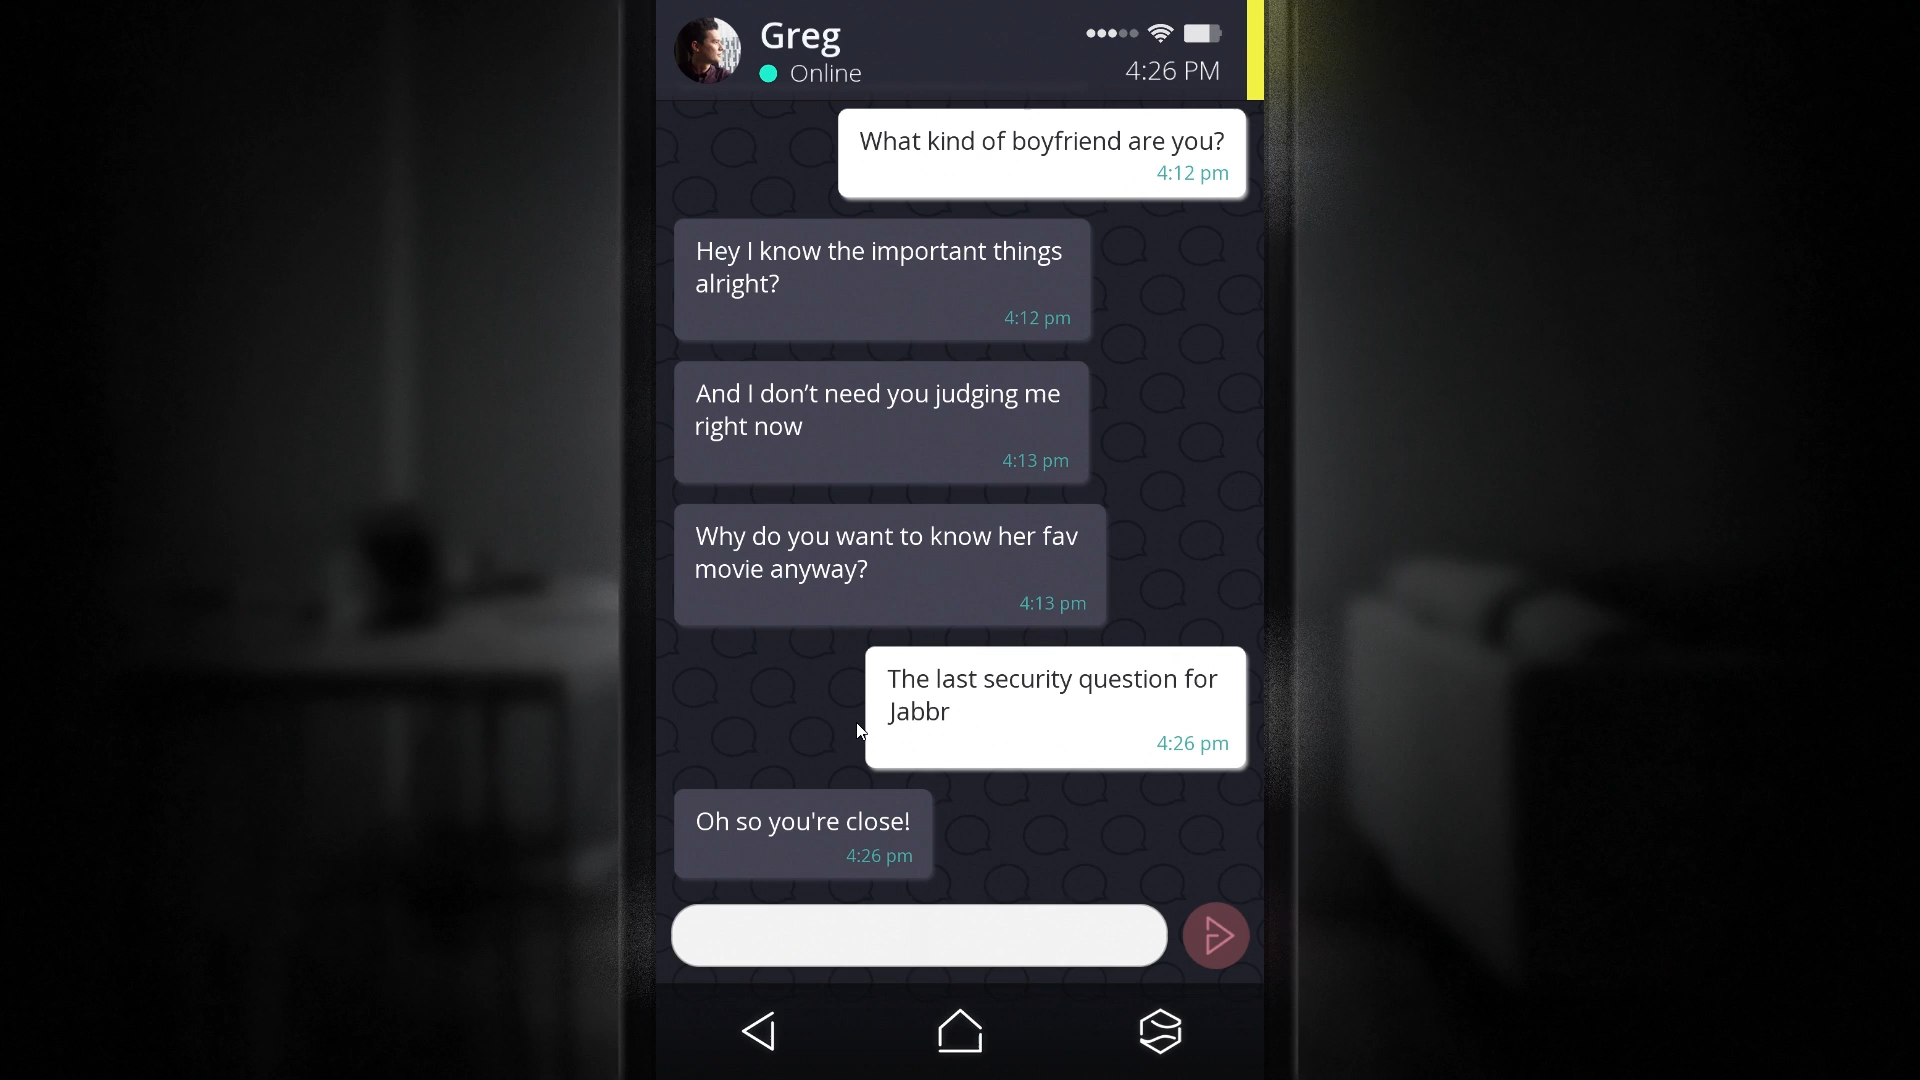 Greg
Online
4:26 PM
What kind of boyfriend are you?
4:12 pm
Hey I know the important things
alright?
4:12 pm
And I don’t need you judging me
right now
4:13 pm
Why do you want to know her fav
movie anyway?
4:13 pm
The last security question for
Jabbr
4:26 pm
Oh so you're close!
4:26 pm